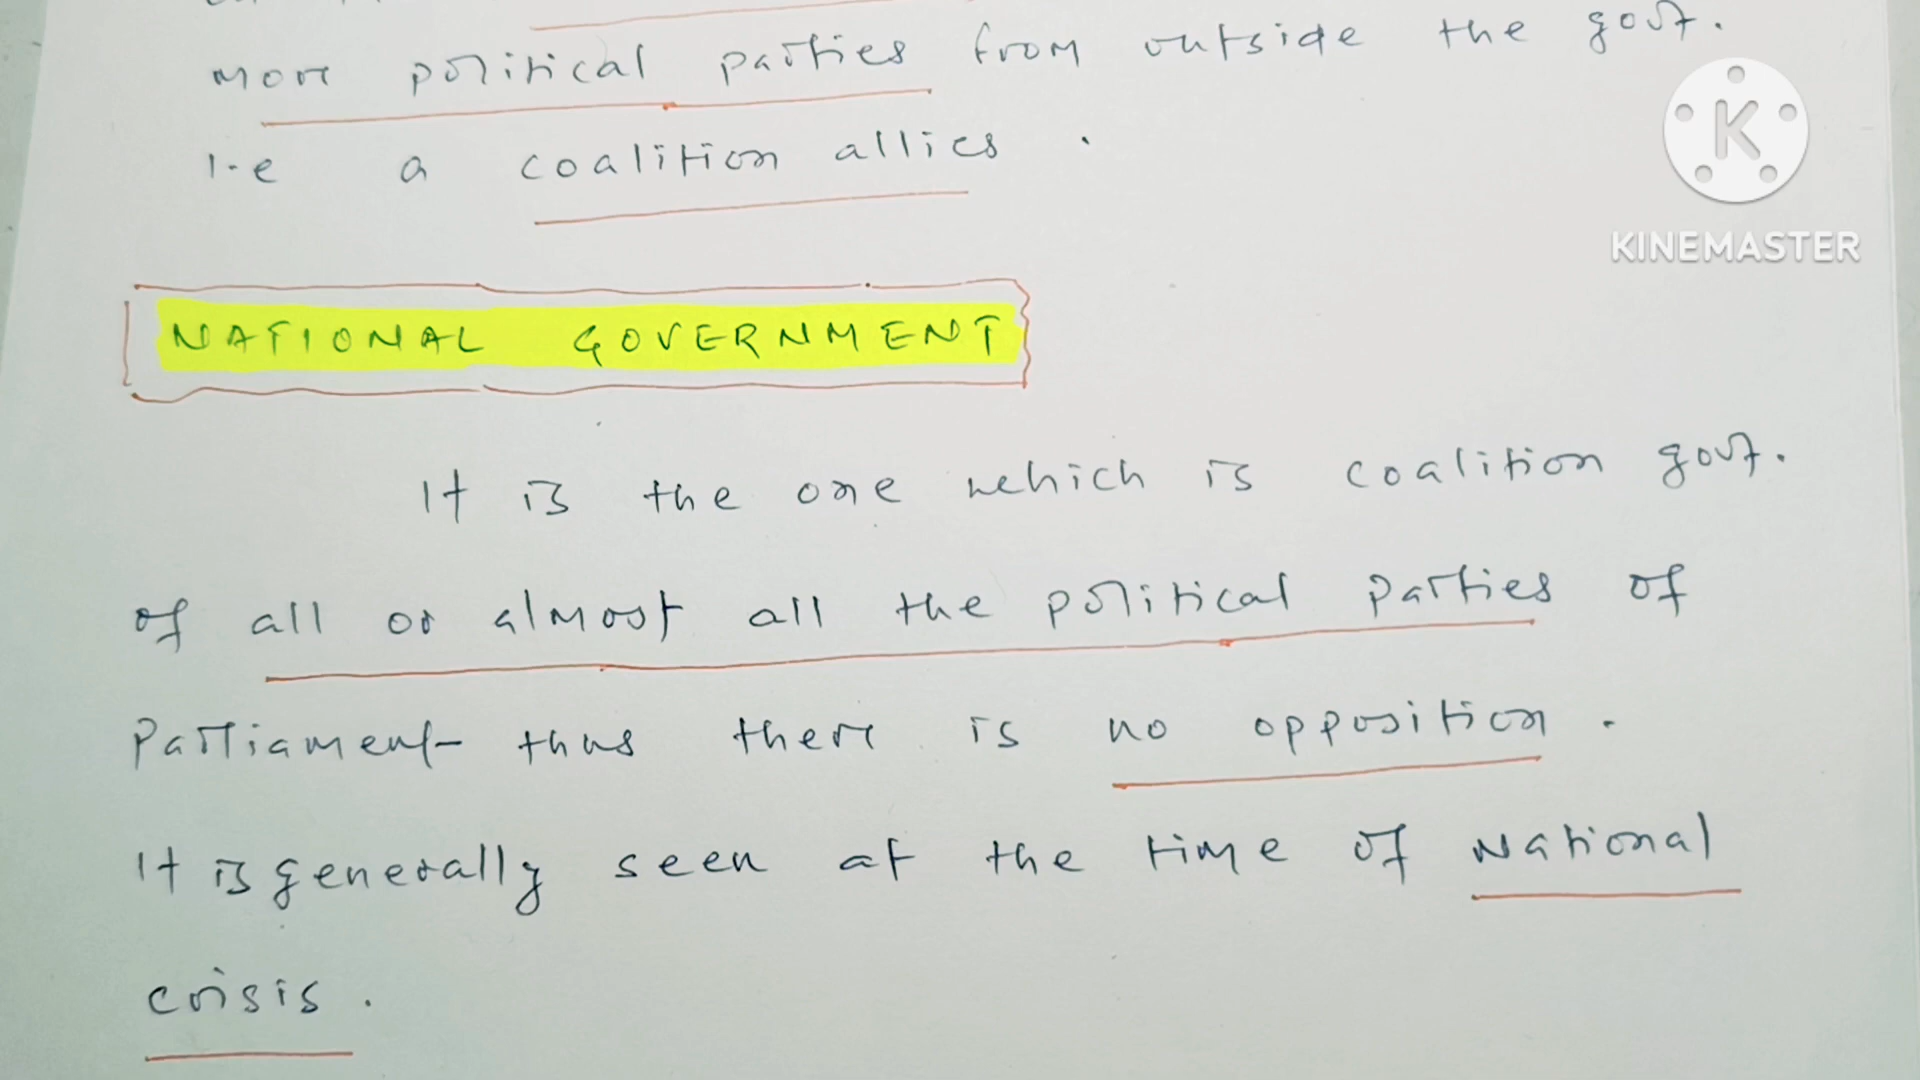 more political parties from outside the govt.
i-e a coalition allies.
KINEMASTER
NATIONAL GOVERNMENT
It is the one which is coalition govt.
of all or almost all the political parties of
Parliament thus there is no opposition.
It is generally seen at the time of National
crisis.